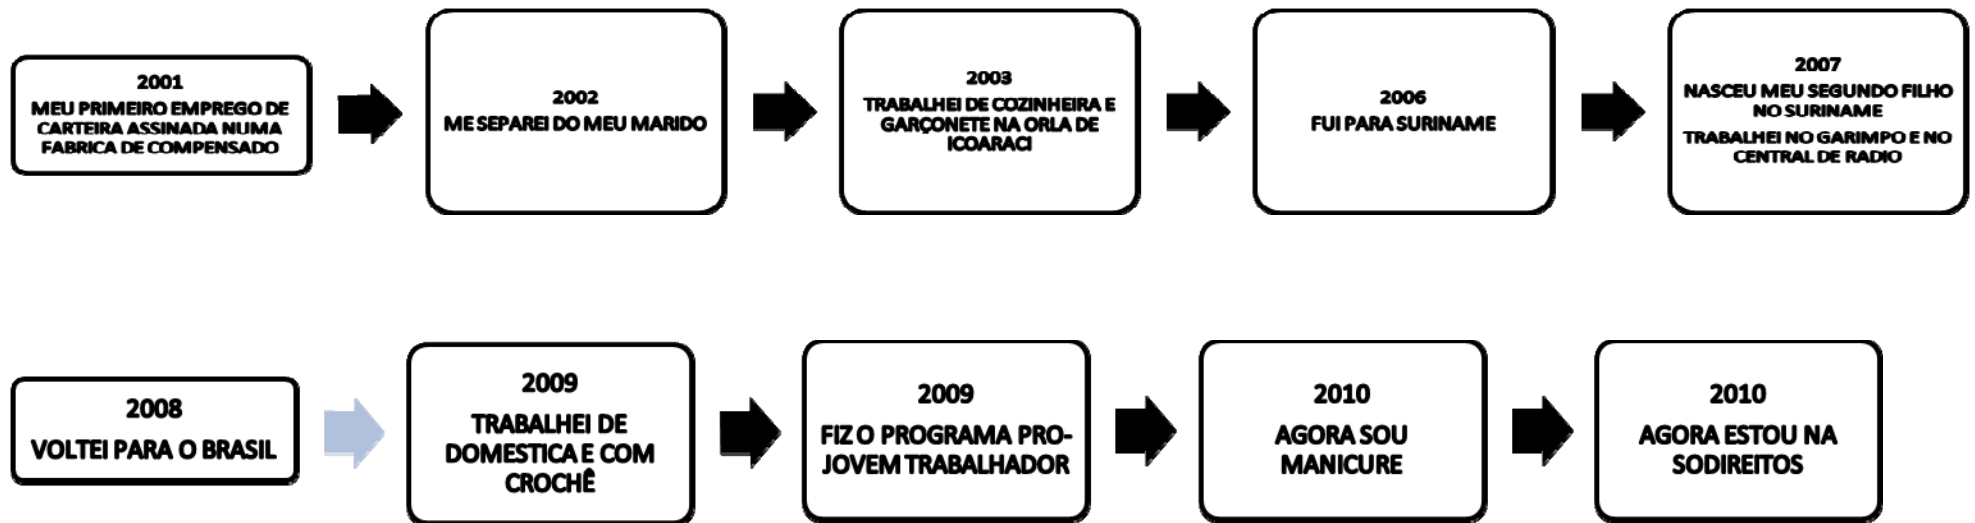 2001
MEU PRIMEIRO EMPREGO DE
CARTEIRA ASSINADA NUMA
FABRICA DE COMPENSADO
2002
ME SEPAREI DO MEU MARIDO
2003
TRABALHEI DE COZINHEIRA E
GARÇONETE NA ORLA DE
ICOARACI
2006
FUI PARA SURINAME
2007
NASCEU MEU SEGUNDO FILHO
NO SURINAME
TRABALHEI NO GARIMPO E NO
CENTRAL DE RADIO
2008
VOLTEI PARA O BRASIL
2009
TRABALHEI DE
DOMESTICA E COM
CROCHÊ
2009
FIZ O PROGRAMA PRO-
JOVEM TRABALHADOR
2010
AGORA SOU
MANICURE
2010
AGORA ESTOU NA
SODIREITOS